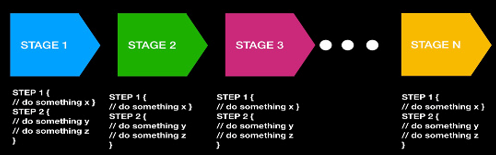 STAGE 1
STAGE 2
STAGE 3
STAGE N
STEP 1 {
// do something x }
STEP 2 {
// do something y
// do something z
}
STEP 1 {
// do something x }
STEP 2 {
// do something y
// do something z
}
STEP 1 {
// do something x }
STEP 2 {
// do something y
// do something z
}
STEP 1 {
// do something x }
STEP 2 {
// do something y
// do something z
}